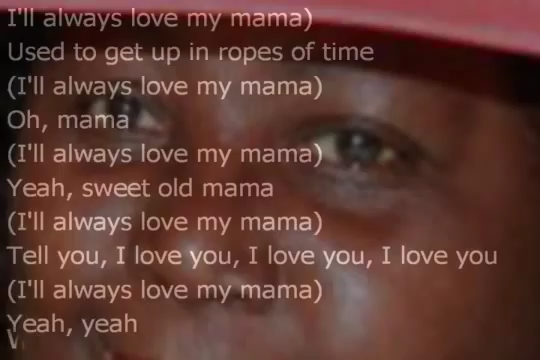 I'll always love my mama)
Used to get up in ropes of time
(I'll always love my mama)
Oh, mama
(I'll always love my mama)
Yeah, sweet old mama
(I'll always love my mama)
Tell you, I love you, I love you, I love you
(I'll always love my mama)
Yeah, yeah